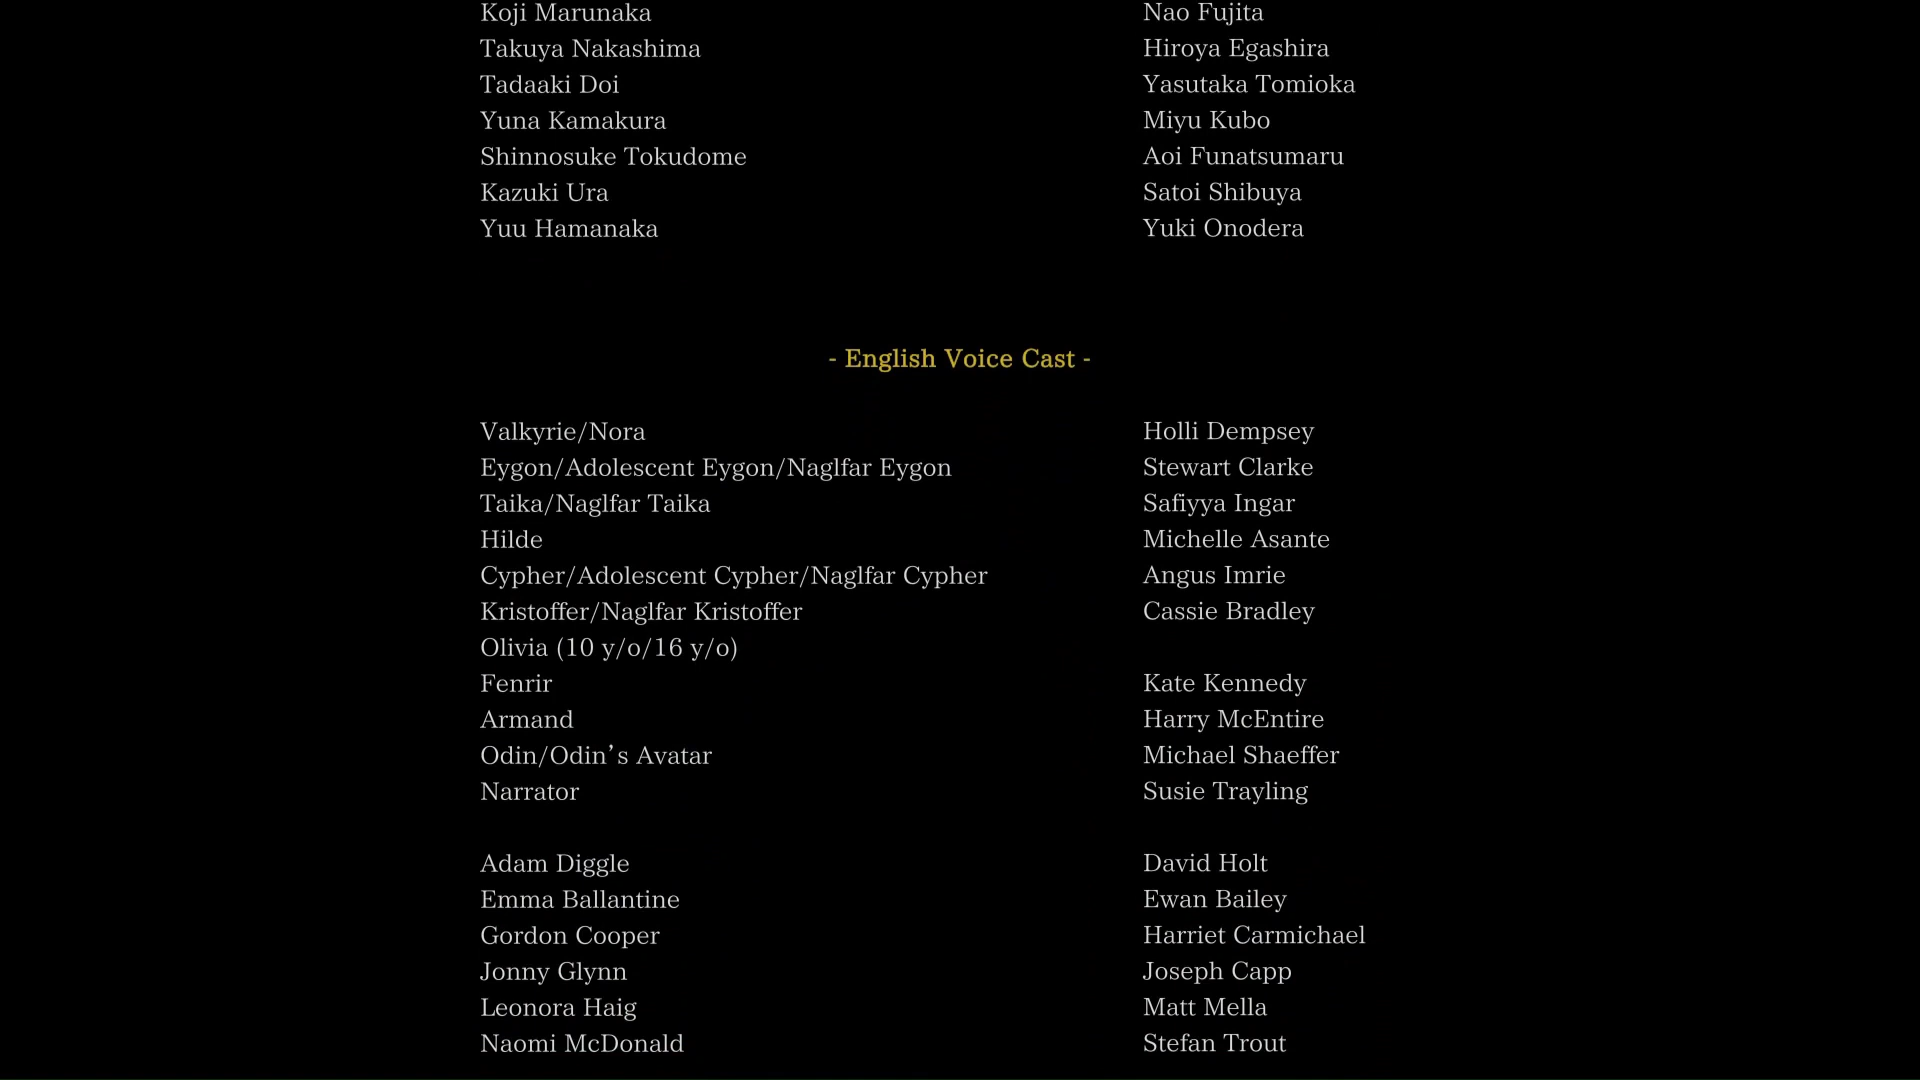 Koji Marunaka Nao Fujita
Takuya Nakashima Hiroya Egashira
Tadaaki Doi Yasutaka Tomioka
Yuna Kamakura Miyu Kubo
Shinnosuke Tokudome Aoi Funatsumaru
Kazuki Ura Satoi Shibuya
Yuu Hamanaka Yuki Onodera
- English Voice Cast -
Valkyrie/Nora Holli Dempsey
Eygon/Adolescent Eygon/Naglfar Eygon Stewart Clarke
Taika/Naglfar Taika Safiyya Ingar
Hilde Michelle Asante
Cypher/Adolescent Cypher/Naglfar Cypher Angus Imrie
Kristoffer/Naglfar Kristoffer Cassie Bradley
Olivia (10 y/o/16 y/o)
Fenrir Kate Kennedy
Armand Harry McEntire
Odin/Odin’s Avatar Michael Shaeffer
Narrator Susie Trayling
Adam Diggle David Holt
Emma Ballantine Ewan Bailey
Gordon Cooper Harriet Carmichael
Jonny Glynn Joseph Capp
Leonora Haig Matt Mella
Naomi McDonald Stefan Trout